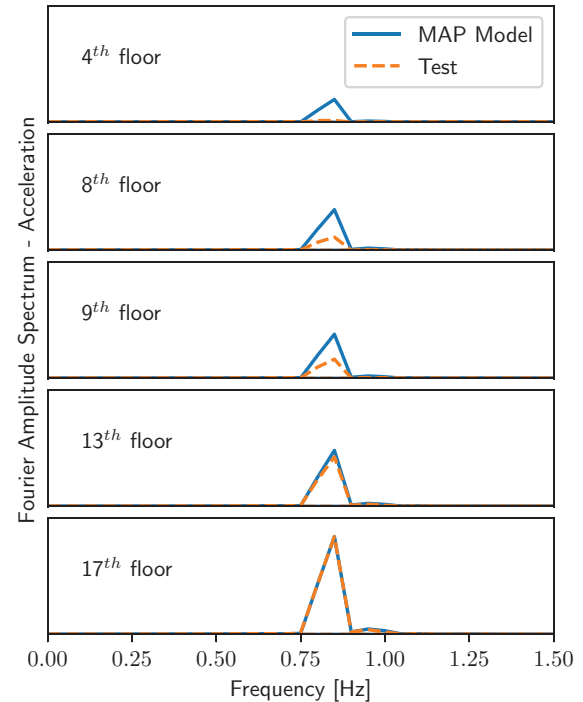 4th floor
MAP Model
Test
8th floor
9th floor
13th floor
17th floor
Fourier Amplitude Spectrum - Acceleration
0.00 0.25 0.50 0.75 1.00 1.25 1.50
Frequency [Hz]